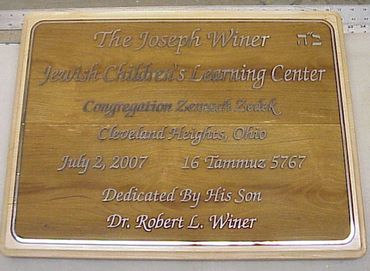 The Joseph Winer ב"ה
Jewish Children's Learning Center
Congregation Zemach Zedek
Cleveland Heights, Ohio
July 2, 2007 16 Tammuz 5767
Dedicated By His Son
Dr. Robert L. Winer